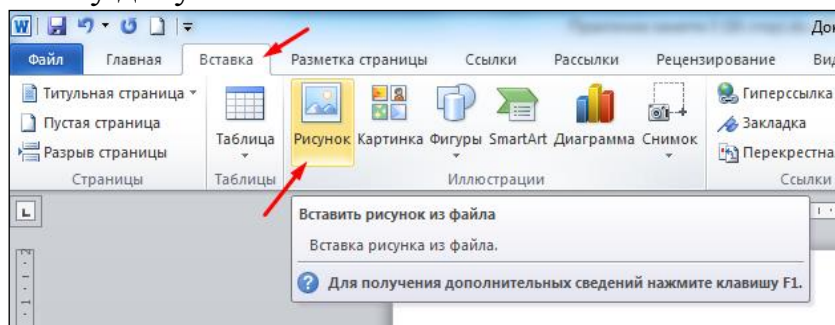 W
Док
Файл Главная Вставка Разметка страницы Ссылки Рассылки Рецензирование Вид
Титульная страница
Пустая страница
Разрыв страницы
Таблица
Рисунок Картинка Фигуры SmartArt Диаграмма Снимок
Гиперссылка
Закладка
Перекрестна
Страницы Таблицы Иллюстрации Ссылки
L
Вставить рисунок из файла
Вставка рисунка из файла.
? Для получения дополнительных сведений нажмите клавишу F1.